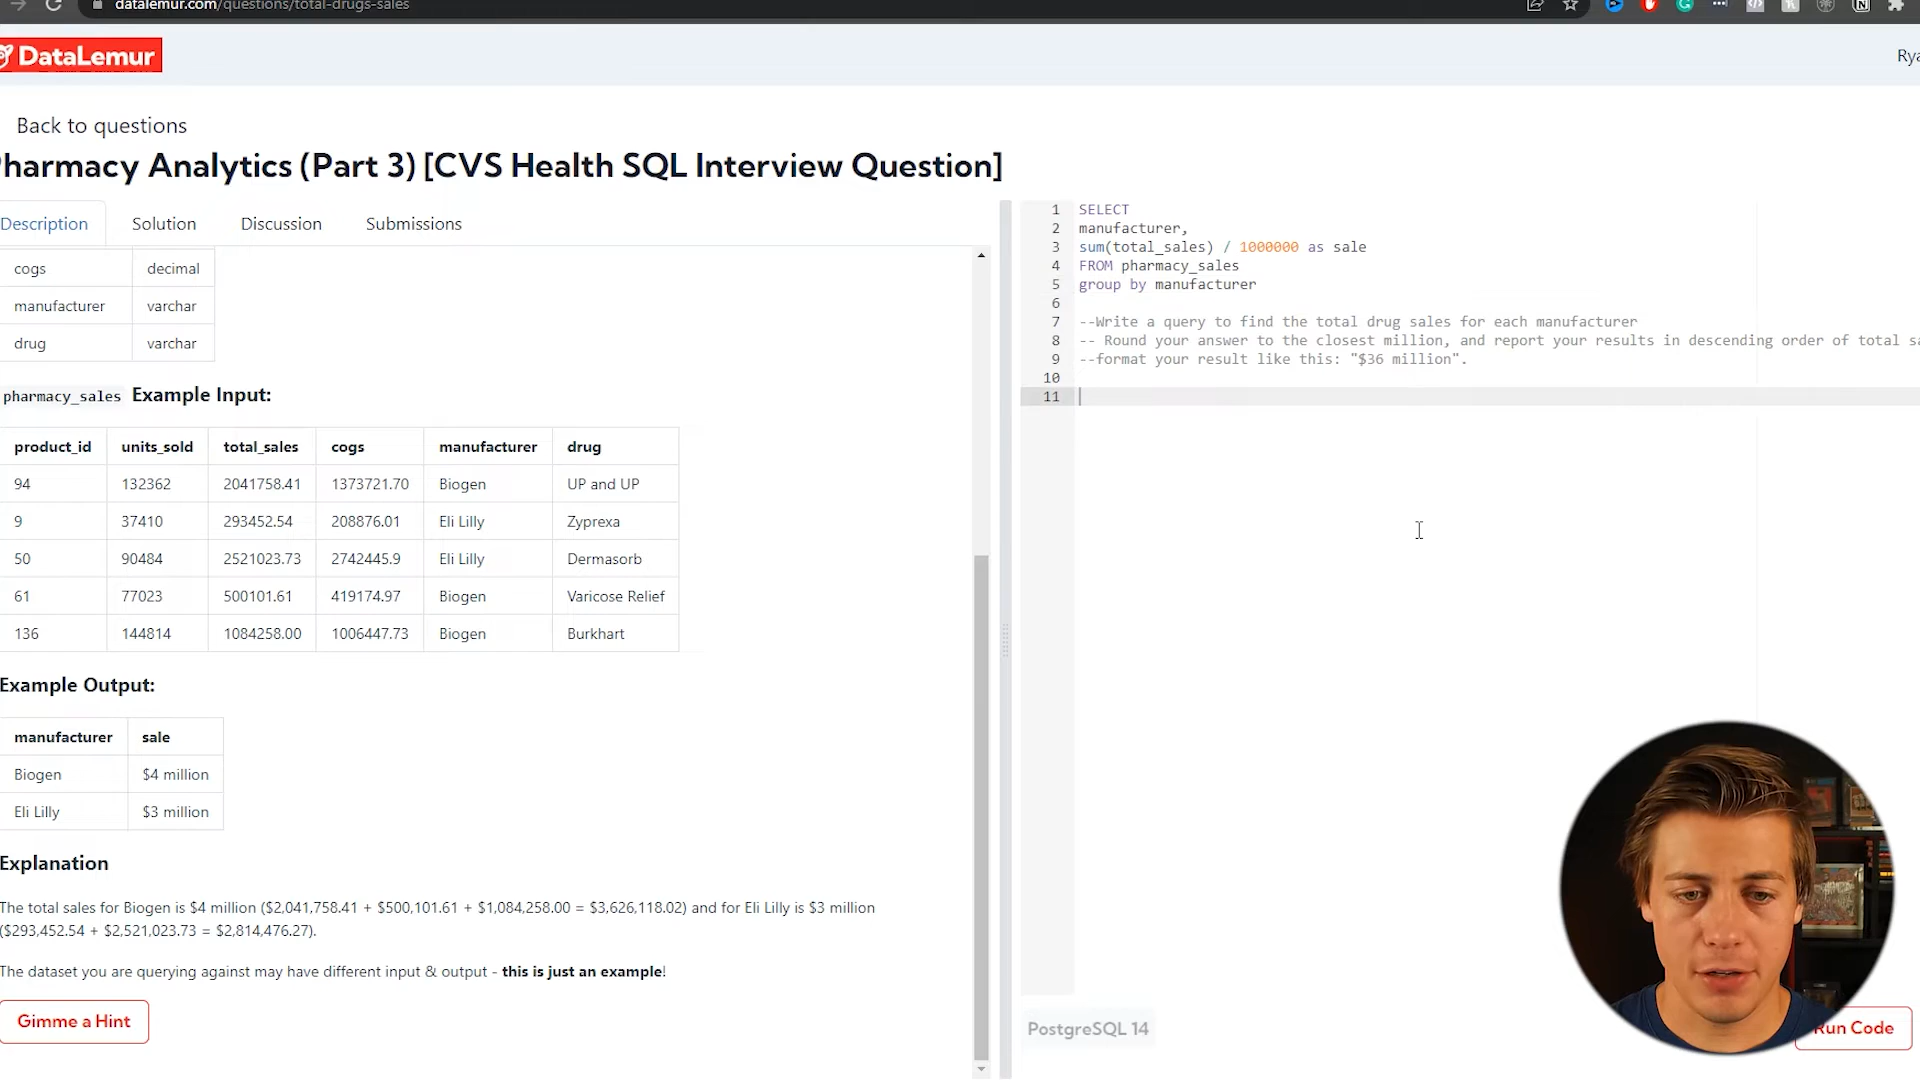 datalemur.com/questions/total-drugs-sales
DataLemur
Rya
Back to questions
harmacy Analytics (Part 3) [CVS Health SQL Interview Question]
Description Solution Discussion Submissions
cogs decimal
manufacturer varchar
drug varchar
pharmacy_sales Example Input:
product_id units_sold total_sales cogs manufacturer drug
94 132362 2041758.41 1373721.70 Biogen UP and UP
9 37410 293452.54 208876.01 Eli Lilly Zyprexa
50 90484 2521023.73 2742445.9 Eli Lilly Dermasorb
61 77023 500101.61 419174.97 Biogen Varicose Relief
136 144814 1084258.00 1006447.73 Biogen Burkhart
Example Output:
manufacturer sale
Biogen $4 million
Eli Lilly $3 million
Explanation
The total sales for Biogen is $4 million ($2,041,758.41 + $500,101.61 + $1,084,258.00 = $3,626,118.02) and for Eli Lilly is $3 million
($293,452.54 + $2,521,023.73 = $2,814,476.27).
The dataset you are querying against may have different input & output - this is just an example!
Gimme a Hint
1 SELECT
2 manufacturer,
3 sum(total_sales) / 1000000 as sale
4 FROM pharmacy_sales
5 group by manufacturer
6
7 --Write a query to find the total drug sales for each manufacturer
8 -- Round your answer to the closest million, and report your results in descending order of total sa
9 --format your result like this: "$36 million".
10
11
PostgreSQL 14
Run Code